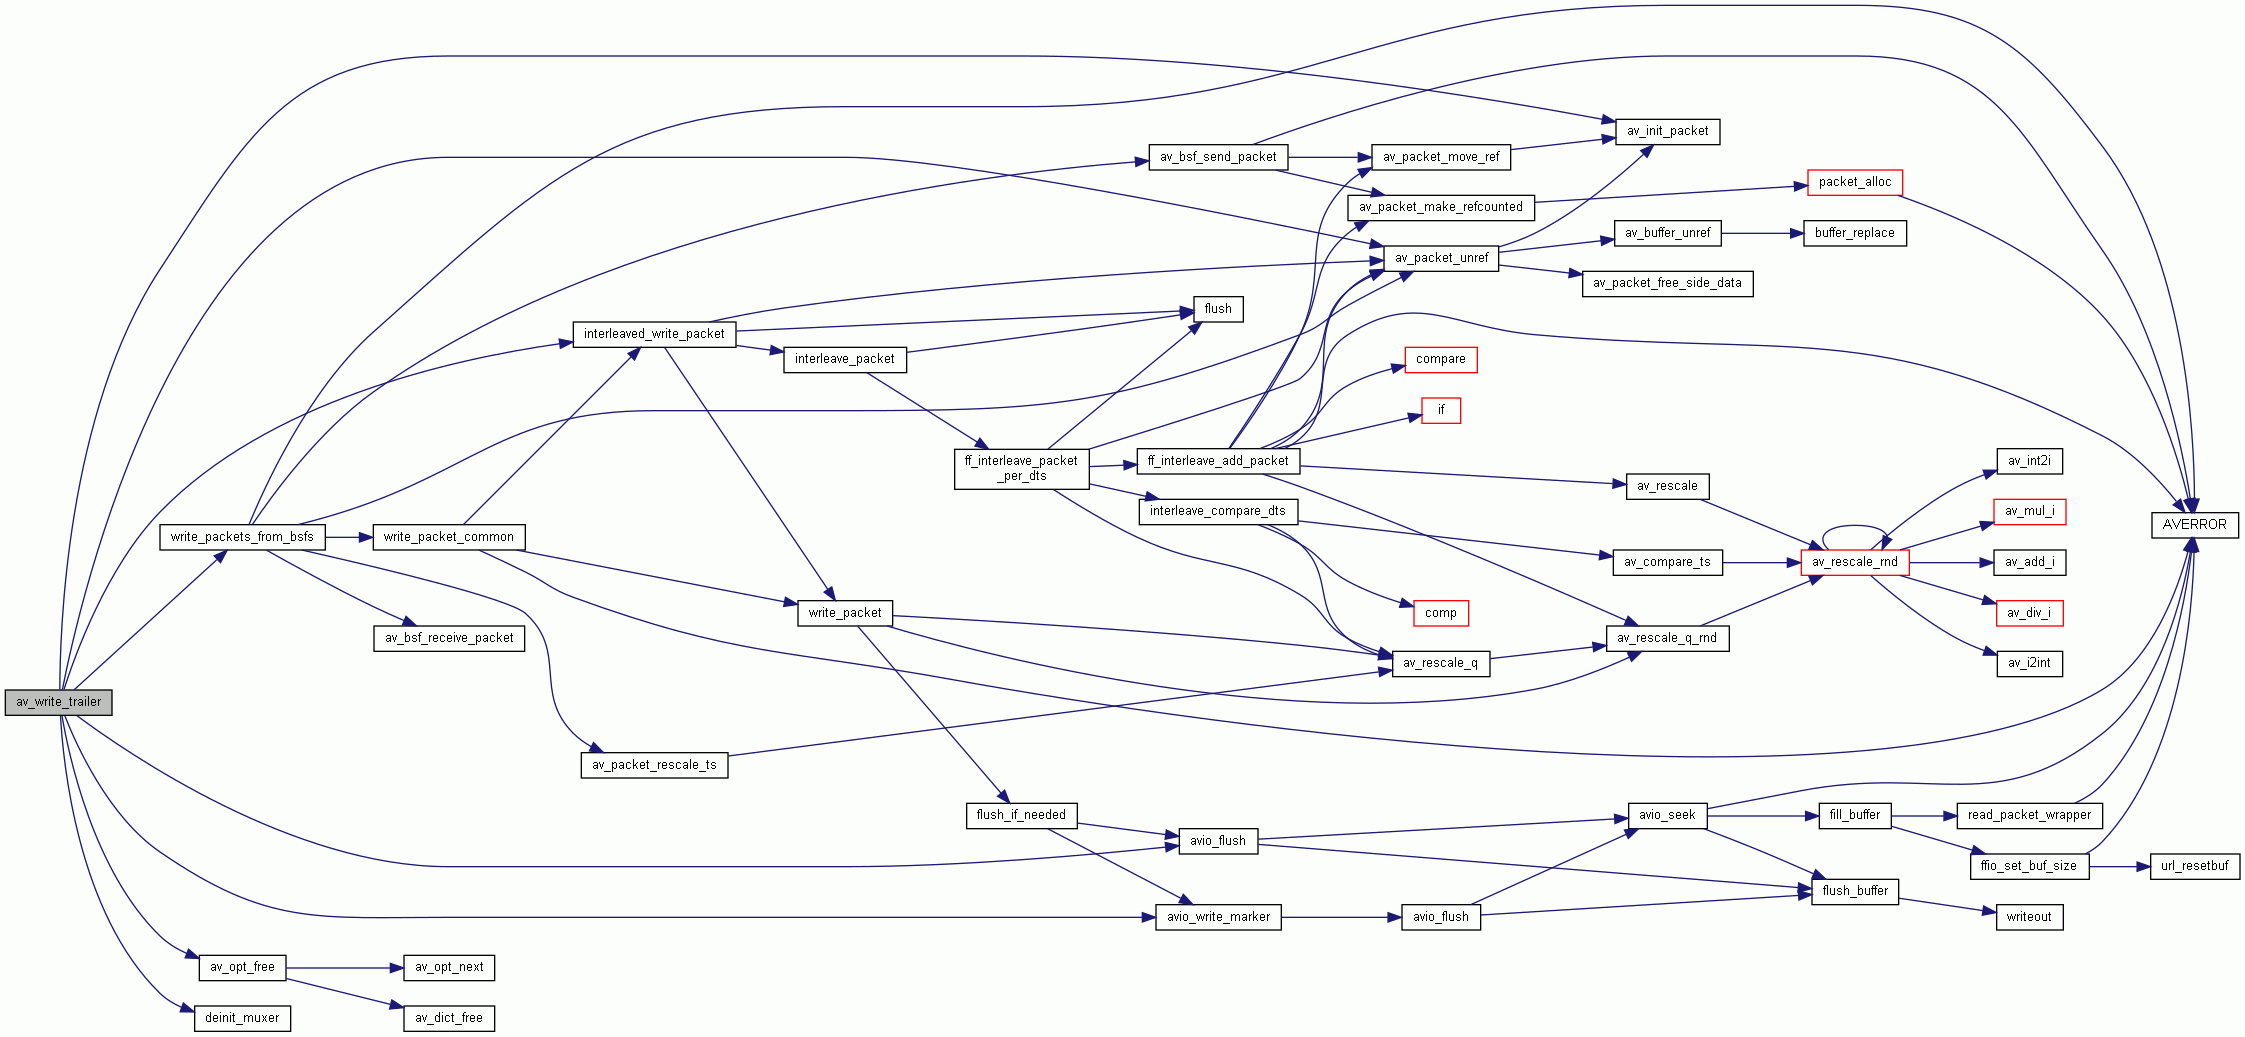 av_init_packet
av_bsf_send_packet
av_packet_move_ref
packet_alloc
av_packet_make_refcounted
av_buffer_unref
buffer_replace
av_packet_unref
av_packet_free_side_data
flush
interleaved_write_packet
interleave_packet
compare
if
ff_interleave_packet
_per_dts
ff_interleave_add_packet
av_int2i
av_rescale
interleave_compare_dts
av_mul_i
AVERROR
write_packets_from_bsfs
write_packet_common
av_compare_ts
av_rescale_rnd
av_add_i
write_packet
comp
av_div_i
av_bsf_receive_packet
av_rescale_q_rnd
av_rescale_q
av_i2int
av_write_trailer
av_packet_rescale_ts
flush_if_needed
avio_seek
fill_buffer
read_packet_wrapper
avio_flush
ffio_set_buf_size
url_resetbuf
flush_buffer
avio_write_marker
avio_flush
writeout
av_opt_free
av_opt_next
deinit_muxer
av_dict_free